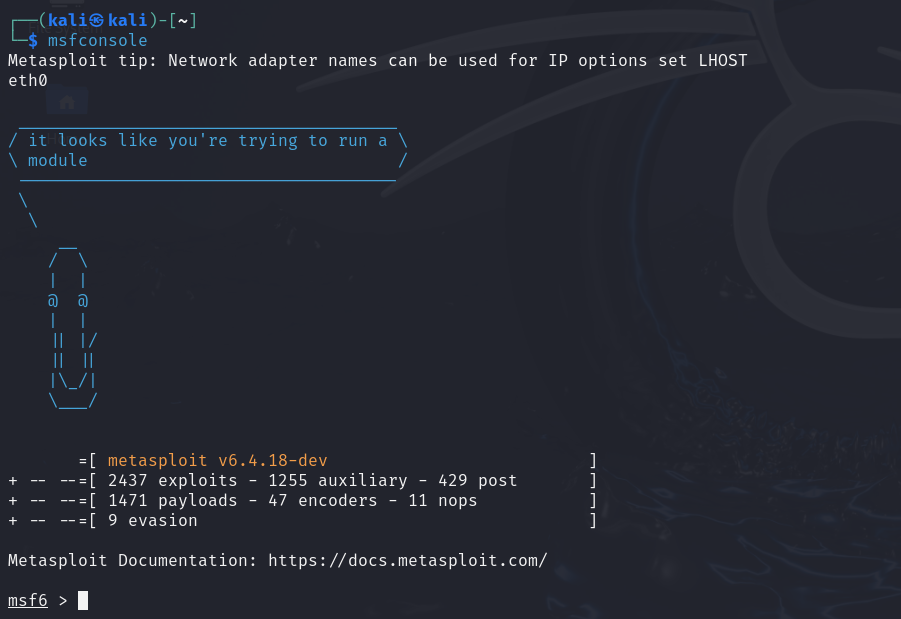 ┌──(kali㉿kali)-[~]
└─$ msfconsole
Metasploit tip: Network adapter names can be used for IP options set LHOST
eth0
/ it looks like you're trying to run a \
\ module /
\
\
__
/ \
| |
@ @
| |
|| |/
|| ||
|\_/|
\___/
=[ metasploit v6.4.18-dev ]
+ -- --=[ 2437 exploits - 1255 auxiliary - 429 post ]
+ -- --=[ 1471 payloads - 47 encoders - 11 nops ]
+ -- --=[ 9 evasion ]
Metasploit Documentation: https://docs.metasploit.com/
msf6 >